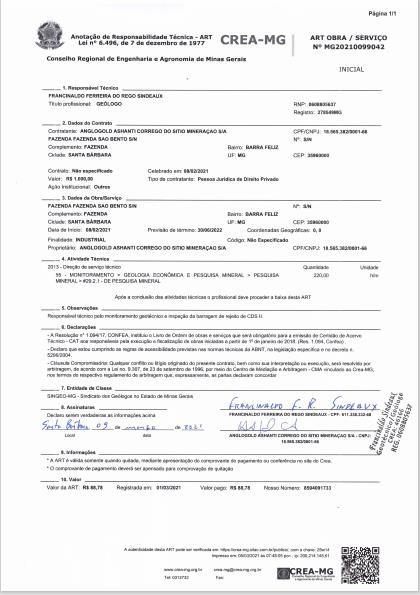 Página 1/1
Anotação de Responsabilidade Técnica - ART
Lei n° 6.496, de 7 de dezembro de 1977
CREA-MG
ART OBRA / SERVIÇO
Nº MG20210099042
Conselho Regional de Engenharia e Agronomia de Minas Gerais
INICIAL
1. Responsável Técnico
FRANCINALDO FERREIRA DO REGO SINDEAUX
Título profissional: GEÓLOGO
RNP: 0608805637
Registro: 278649MG
2. Dados do Contrato
Contratante: ANGLOGOLD ASHANTI CORREGO DO SITIO MINERAÇAO S/A
CPF/CNPJ: 18.565.382/0001-66
FAZENDA FAZENDA SAO BENTO S/N
Nº: S/N
Complemento: FAZENDA
Bairro: BARRA FELIZ
Cidade: SANTA BÁRBARA
UF: MG
CEP: 35960000
Contrato: Não especificado
Celebrado em: 08/02/2021
Valor: R$ 1.000,00
Tipo de contratante: Pessoa Jurídica de Direito Privado
Ação Institucional: Outros
3. Dados da Obra/Serviço
FAZENDA FAZENDA SAO BENTO S/N
Nº: S/N
Complemento: FAZENDA
Bairro: BARRA FELIZ
Cidade: SANTA BÁRBARA
UF: MG
CEP: 35960000
Data de Início: 08/02/2021
Previsão de término: 30/06/2022
Coordenadas Geográficas: 0, 0
Finalidade: INDUSTRIAL
Código: Não Especificado
Proprietário: ANGLOGOLD ASHANTI CORREGO DO SITIO MINERAÇAO S/A
CPF/CNPJ: 18.565.382/0001-66
4. Atividade Técnica
2013 - Direção de serviço técnico
Quantidade
Unidade
55 - MONITORAMENTO > GEOLOGIA ECONÔMICA E PESQUISA MINERAL > PESQUISA
MINERAL > #29.2.1 - DE PESQUISA MINERAL
220,00
Após a conclusão das atividades técnicas o profissional deve proceder a baixa desta ART
5. Observações
Responsável técnico pelo monitoramento geotécnico e inspeção da barragem de rejeito de CDS II.
6. Declarações
7. Entidade de Classe
SINGEO-MG - Sindicato dos Geólogos no Estado de Minas Gerais
8. Assinaturas
Declaro serem verdadeiras as informações acima
Santa Bárbara 09 de março de 2021
Local
data
FRANCINALDO F. R. SINDEAUX
FRANCINALDO FERREIRA DO REGO SINDEAUX - CPF:
ANGLOGOLD ASHANTI CORREGO DO SITIO MINERAÇAO S/A - CNPJ:
18.565.382/0001-66
9. Informações
* A ART é válida somente quando quitada, mediante apresentação do comprovante do pagamento ou conferência no site do Crea.
* O comprovante de pagamento deverá ser apensado para comprovação de quitação
10. Valor
Valor da ART: R$ 88,78
Registrada em: 01/03/2021
Valor pago: R$ 88,78
Nosso Número: 8594091733
www.crea-mg.org.br
Tel: 0312732
Fax:
CREA-MG